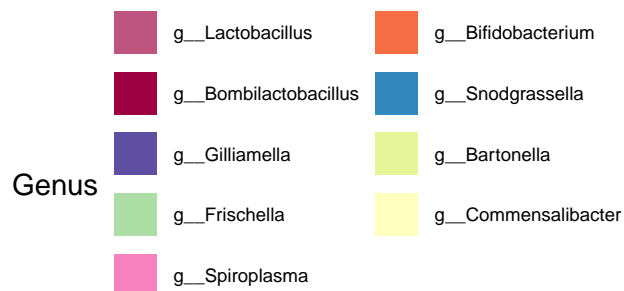 Genus
g__Lactobacillus
g__Bombilactobacillus
g__Gilliamella
g__Frischella
g__Spiroplasma
g__Bifidobacterium
g__Snodgrassella
g__Bartonella
g__Commensalibacter